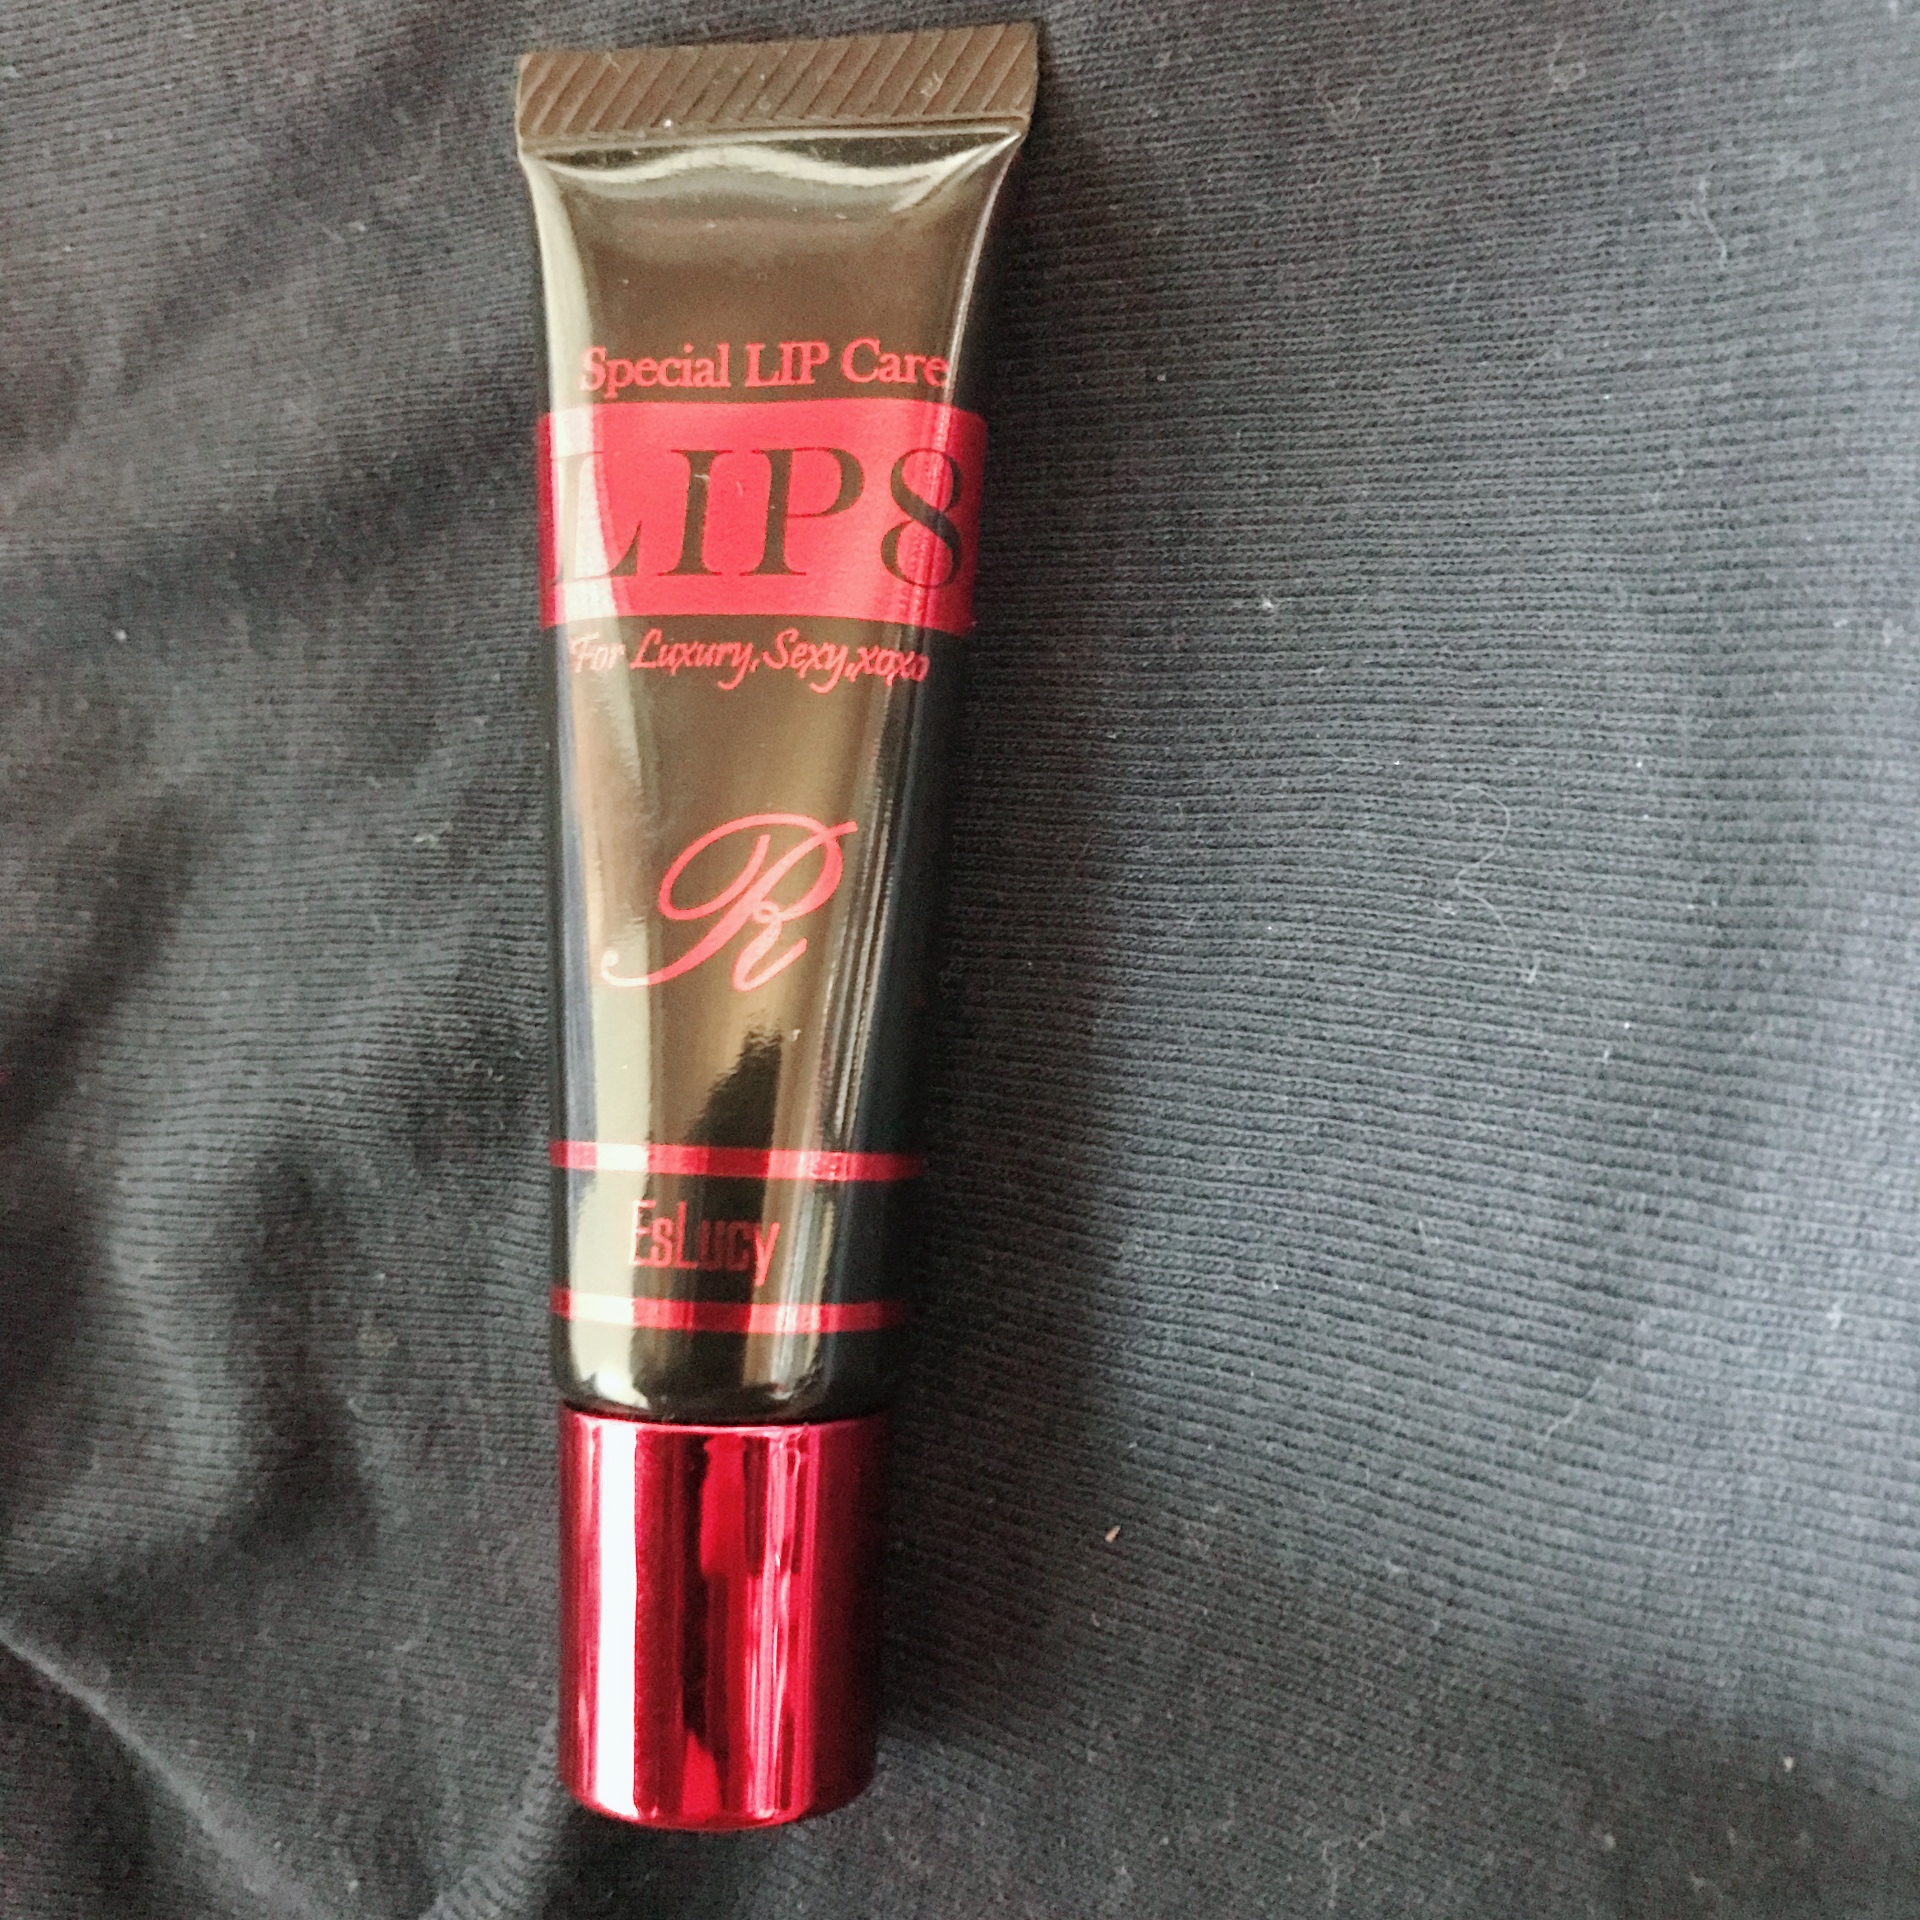 Special LIP Care
LIP8
For Luxury,Sexy,xoxo
R
EsLucy